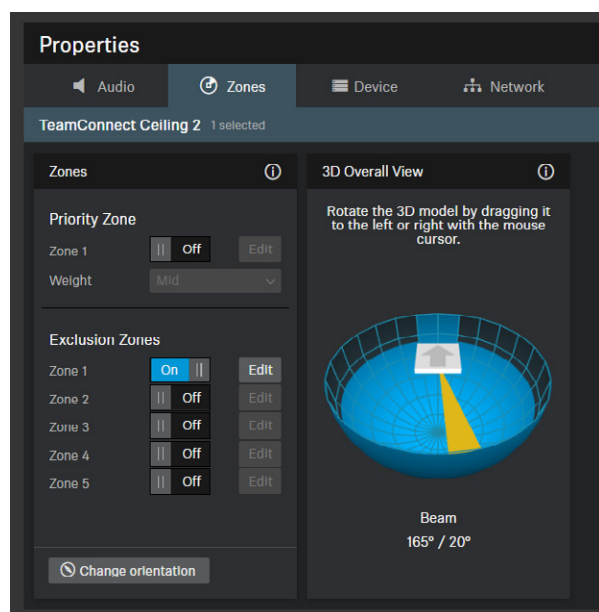 Properties
Audio Zones Device Network
TeamConnect Ceiling 2 1 selected
Zones
Priority Zone
Zone 1 Off Edit
Weight Mid
Exclusion Zones
Zone 1 On Edit
Zone 2 Off Edit
Zone 3 Off Edit
Zone 4 Off Edit
Zone 5 Off Edit
Change orientation
3D Overall View
Rotate the 3D model by dragging it
to the left or right with the mouse
cursor.
Beam
165° / 20°